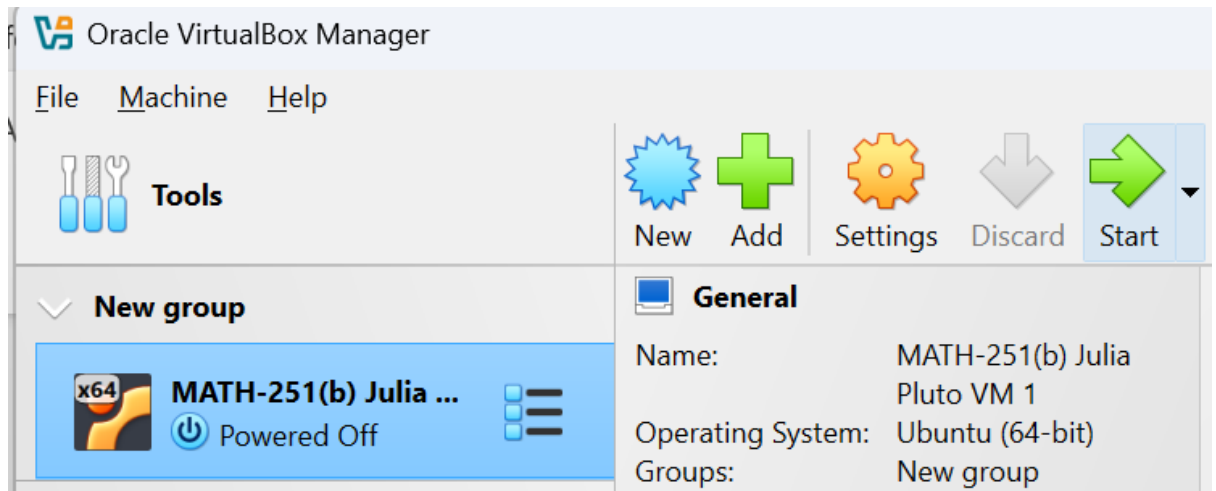 Oracle VirtualBox Manager
File Machine Help
Tools
New Add Settings Discard Start
New group
x64
MATH-251(b) Julia ...
Powered Off
General
Name: MATH-251(b) Julia
Pluto VM 1
Operating System: Ubuntu (64-bit)
Groups: New group